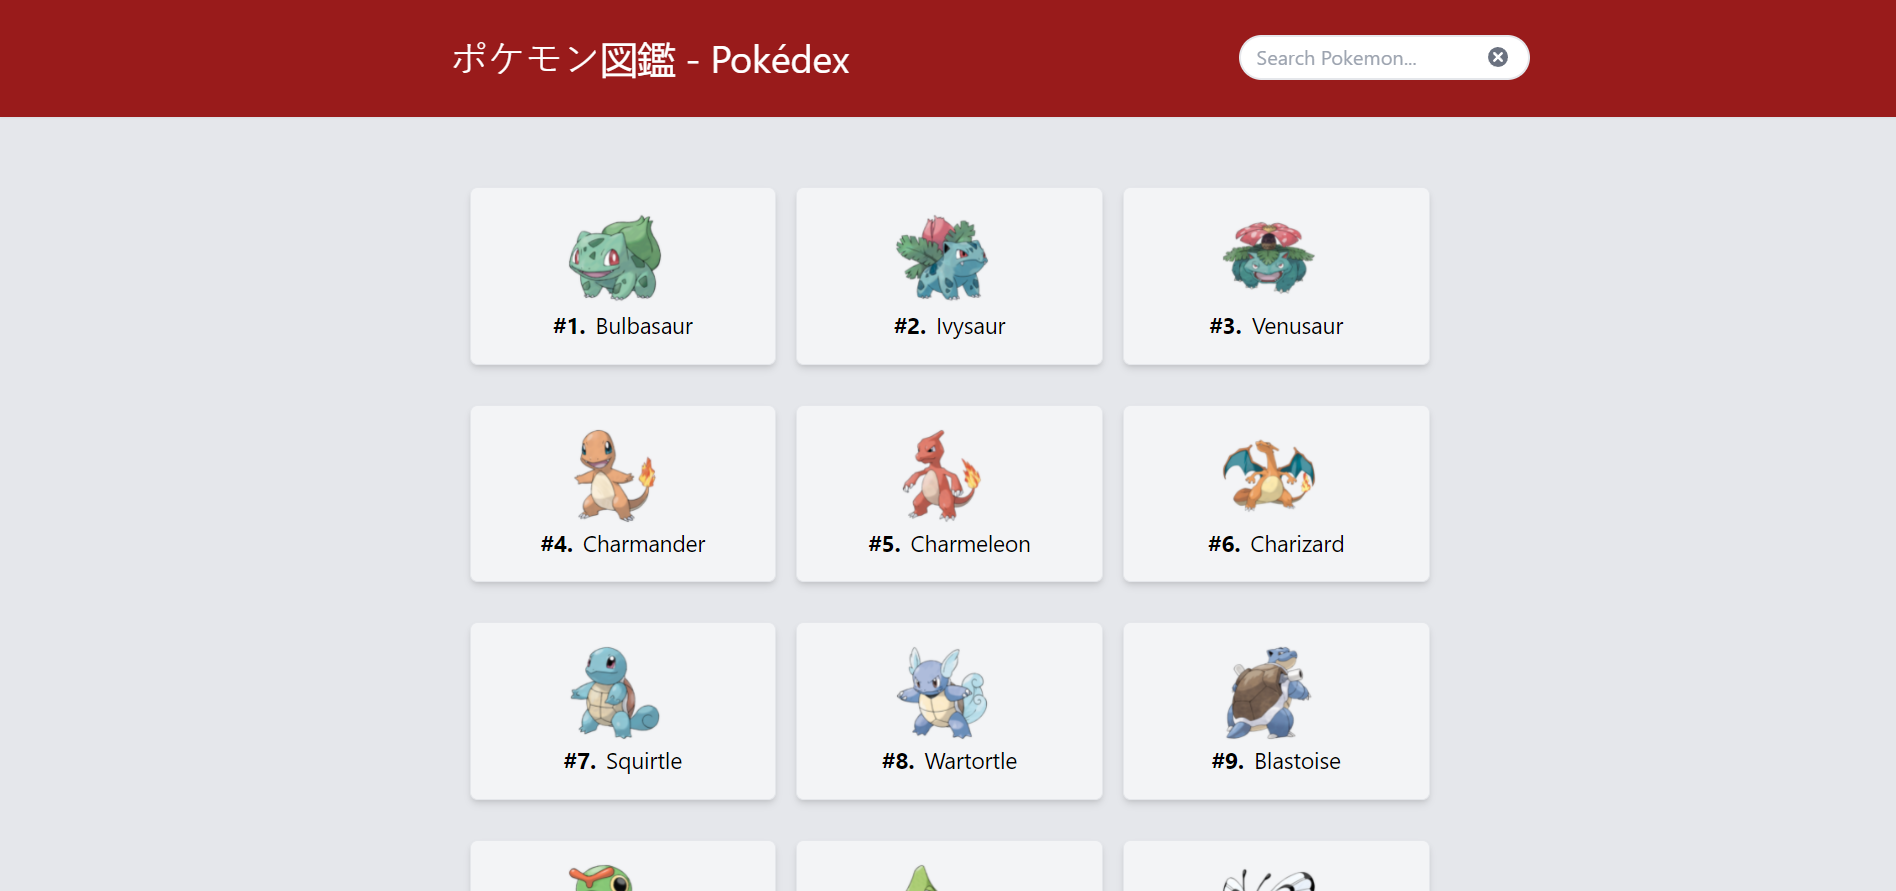 ポケモン図鑑 - Pokédex
Search Pokemon...
#1. Bulbasaur
#2. Ivysaur
#3. Venusaur
#4. Charmander
#5. Charmeleon
#6. Charizard
#7. Squirtle
#8. Wartortle
#9. Blastoise